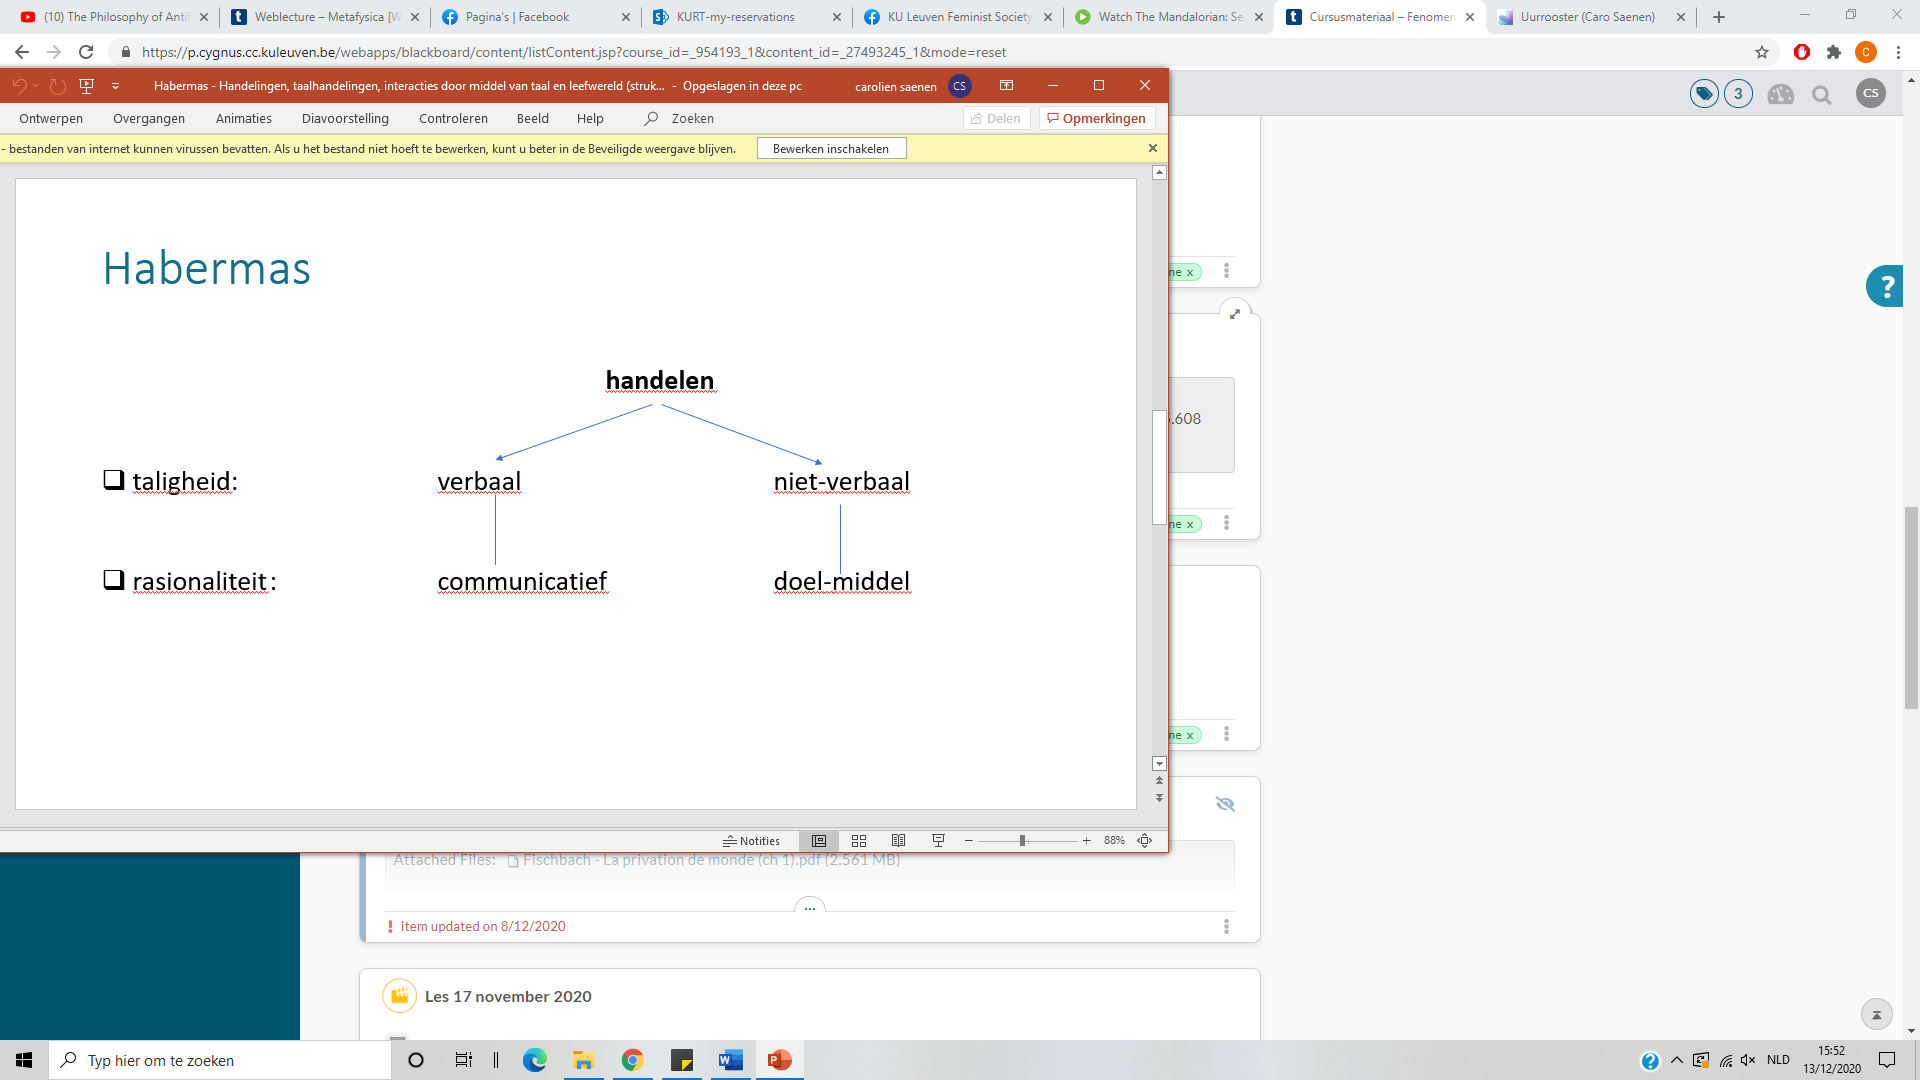 (10) The Philosophy of Anti
Weblecture – Metafysica [W
Pagina's | Facebook
KURT-my-reservations
KU Leuven Feminist Society
Watch The Mandalorian: Se
Cursusmateriaal – Fenomen
Uurrooster (Caro Saenen)
https://p.cygnus.cc.kuleuven.be/webapps/blackboard/content/listContent.jsp?course_id=_954193_1&content_id=_27493245_1&mode=reset
C
Habermas - Handelingen, taalhandelingen, interacties door middel van taal en leefwereld (struk... - Opgeslagen in deze pc
carolien saenen CS
3
CS
Ontwerpen Overgangen Animaties Diavoorstelling Controleren Beeld Help Zoeken Delen Opmerkingen
- bestanden van internet kunnen virussen bevatten. Als u het bestand niet hoeft te bewerken, kunt u beter in de Beveiligde weergave blijven. Bewerken inschakelen
Habermas
ne x
?
handelen
.608
taligheid: verbaal niet-verbaal
ne x
rasionaliteit: communicatief doel-middel
ne x
Notities 88%
Attached Files: Fischbach - La privation de monde (ch 1).pdf (2.561 MB)
...
! item updated on 8/12/2020
Les 17 november 2020
Typ hier om te zoeken
NLD
15:52
13/12/2020